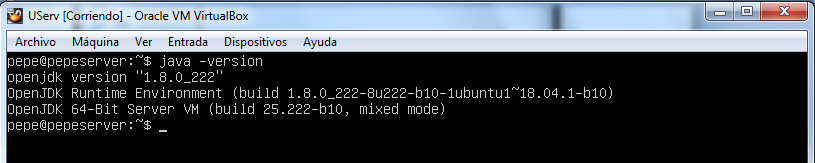 UServ [Corriendo] - Oracle VM VirtualBox
Archivo Máquina Ver Entrada Dispositivos Ayuda
pepe@pepeserver:~$ java -version
openjdk version "1.8.0_222"
OpenJDK Runtime Environment (build 1.8.0_222-8u222-b10-1ubuntu1~18.04.1-b10)
OpenJDK 64-Bit Server VM (build 25.222-b10, mixed mode)
pepe@pepeserver:~$ _